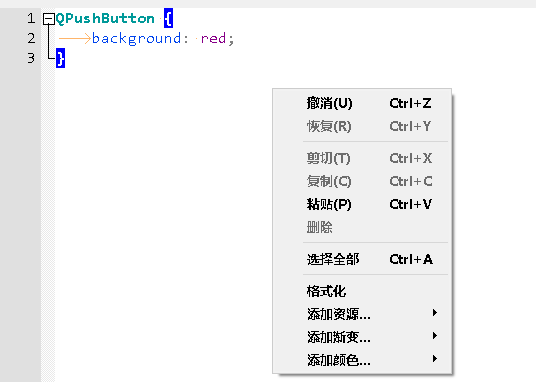 1 QPushButton {
2 background: red;
3 }
撤消(U) Ctrl+Z
恢复(R) Ctrl+Y
剪切(T) Ctrl+X
复制(C) Ctrl+C
粘贴(P) Ctrl+V
删除
选择全部 Ctrl+A
格式化
添加资源...
添加渐变...
添加颜色...